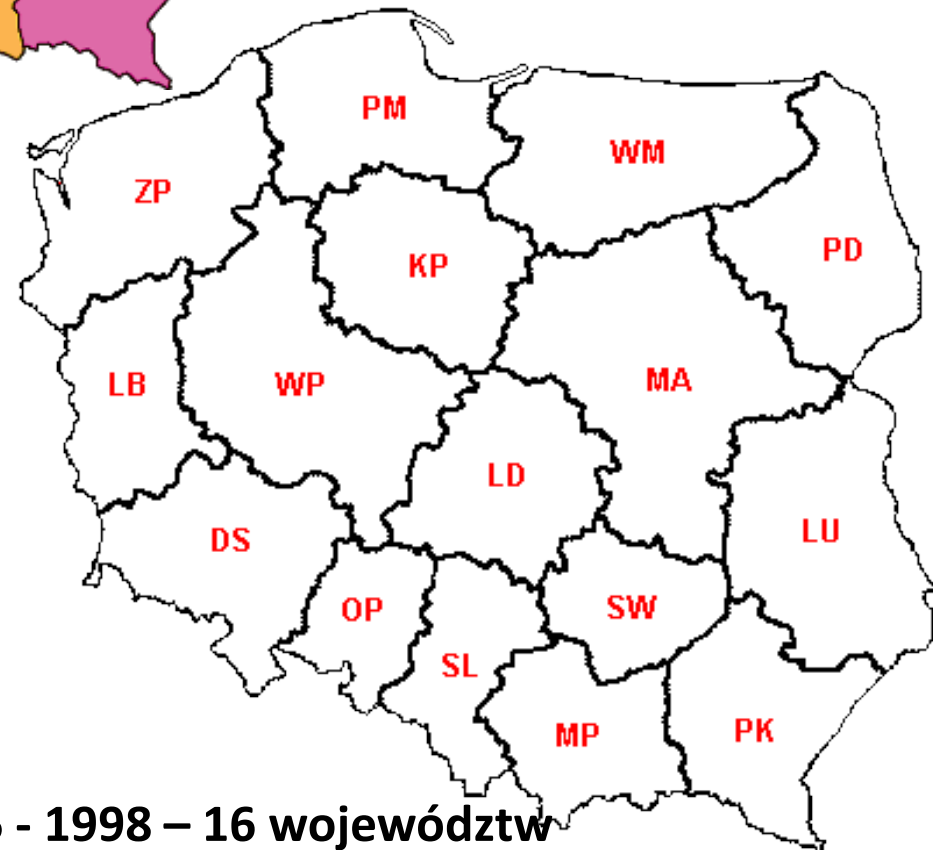 PM
WM
ZP
PD
KP
LB
WP
MA
LD
LU
DS
OP
SW
SL
MP
PK
- 1998 – 16 województw